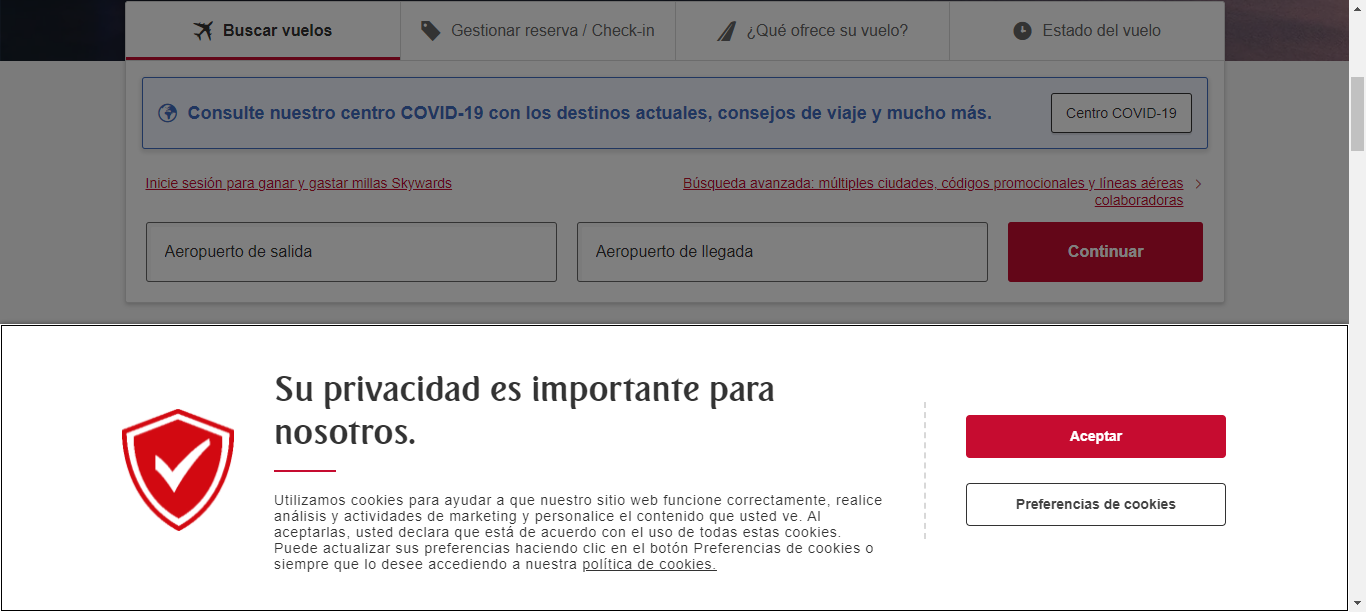 Buscar vuelos
Gestionar reserva / Check-in
¿Qué ofrece su vuelo?
Estado del vuelo
Consulte nuestro centro COVID-19 con los destinos actuales, consejos de viaje y mucho más.
Centro COVID-19
Inicie sesión para ganar y gastar millas Skywards
Búsqueda avanzada: múltiples ciudades, códigos promocionales y líneas aéreas
colaboradoras
Aeropuerto de salida
Aeropuerto de llegada
Continuar
Su privacidad es importante para
nosotros.
Utilizamos cookies para ayudar a que nuestro sitio web funcione correctamente, realice
análisis y actividades de marketing y personalice el contenido que usted ve. Al
aceptarlas, usted declara que está de acuerdo con el uso de todas estas cookies.
Puede actualizar sus preferencias haciendo clic en el botón Preferencias de cookies o
siempre que lo desee accediendo a nuestra política de cookies.
Aceptar
Preferencias de cookies